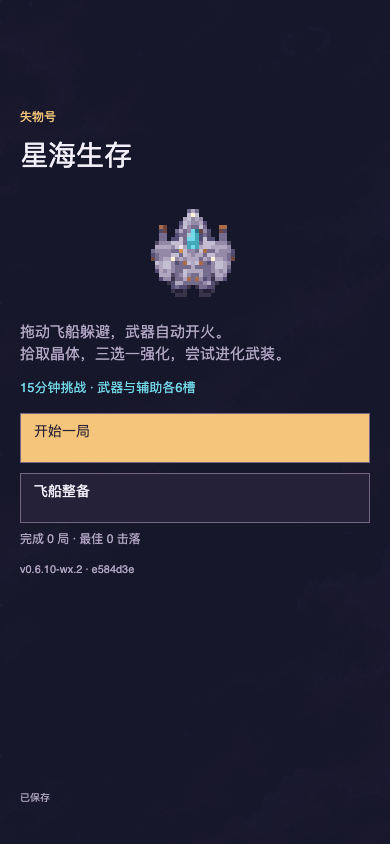 失物号
星海生存
拖动飞船躲避，武器自动开火。
拾取晶体，三选一强化，尝试进化武装。
15分钟挑战 · 武器与辅助各6槽
开始一局
飞船整备
完成 0 局 · 最佳 0 击落
v0.6.10-wx.2 · e584d3e
已保存